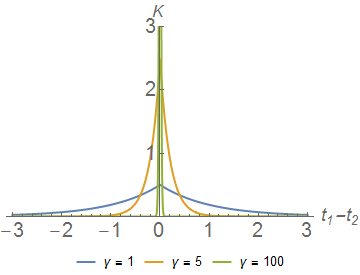 K
3
2
1
-3 -2 -1 0 1 2 3 t₁-t₂
γ = 1 γ = 5 γ = 100